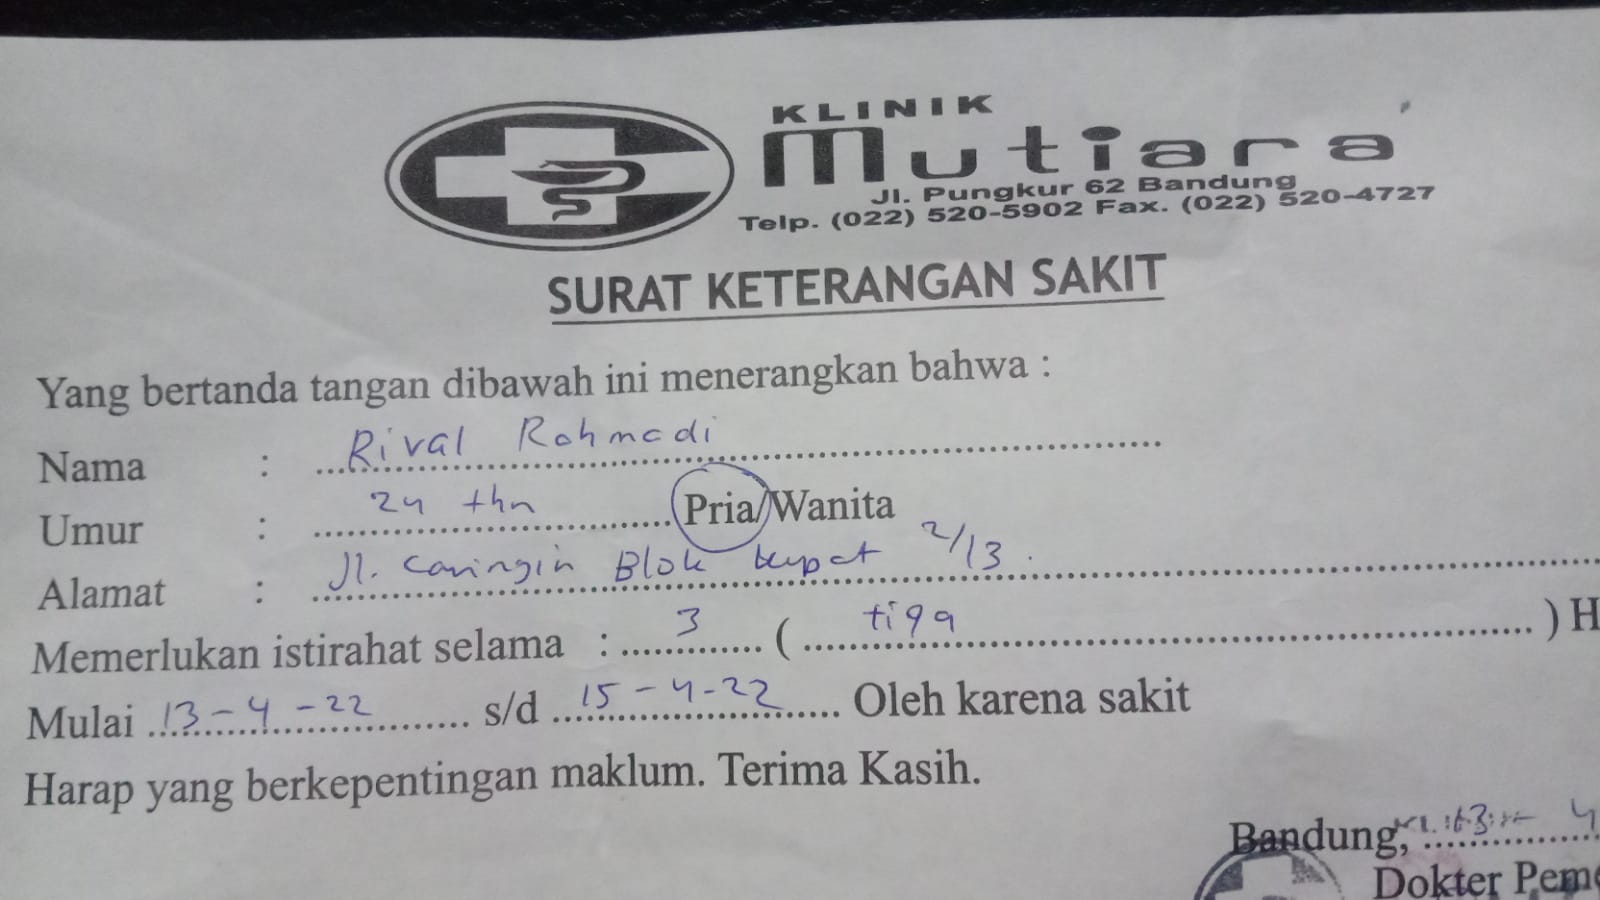 KLINIK
Mutiara
Jl. Pungkur 62 Bandung
Telp. (022) 520-5902 Fax. (022) 520-4727
SURAT KETERANGAN SAKIT
Yang bertanda tangan dibawah ini menerangkan bahwa :
Nama : Rival Rohmadi
Umur : 24 thn Pria/Wanita
Alamat : Jl. Caringin Blok kupat 2/13.
Memerlukan istirahat selama : 3 ( tiga ) H
Mulai 13-4-22 s/d 15-4-22 Oleh karena sakit
Harap yang berkepentingan maklum. Terima Kasih.
Bandung,
Dokter Peme